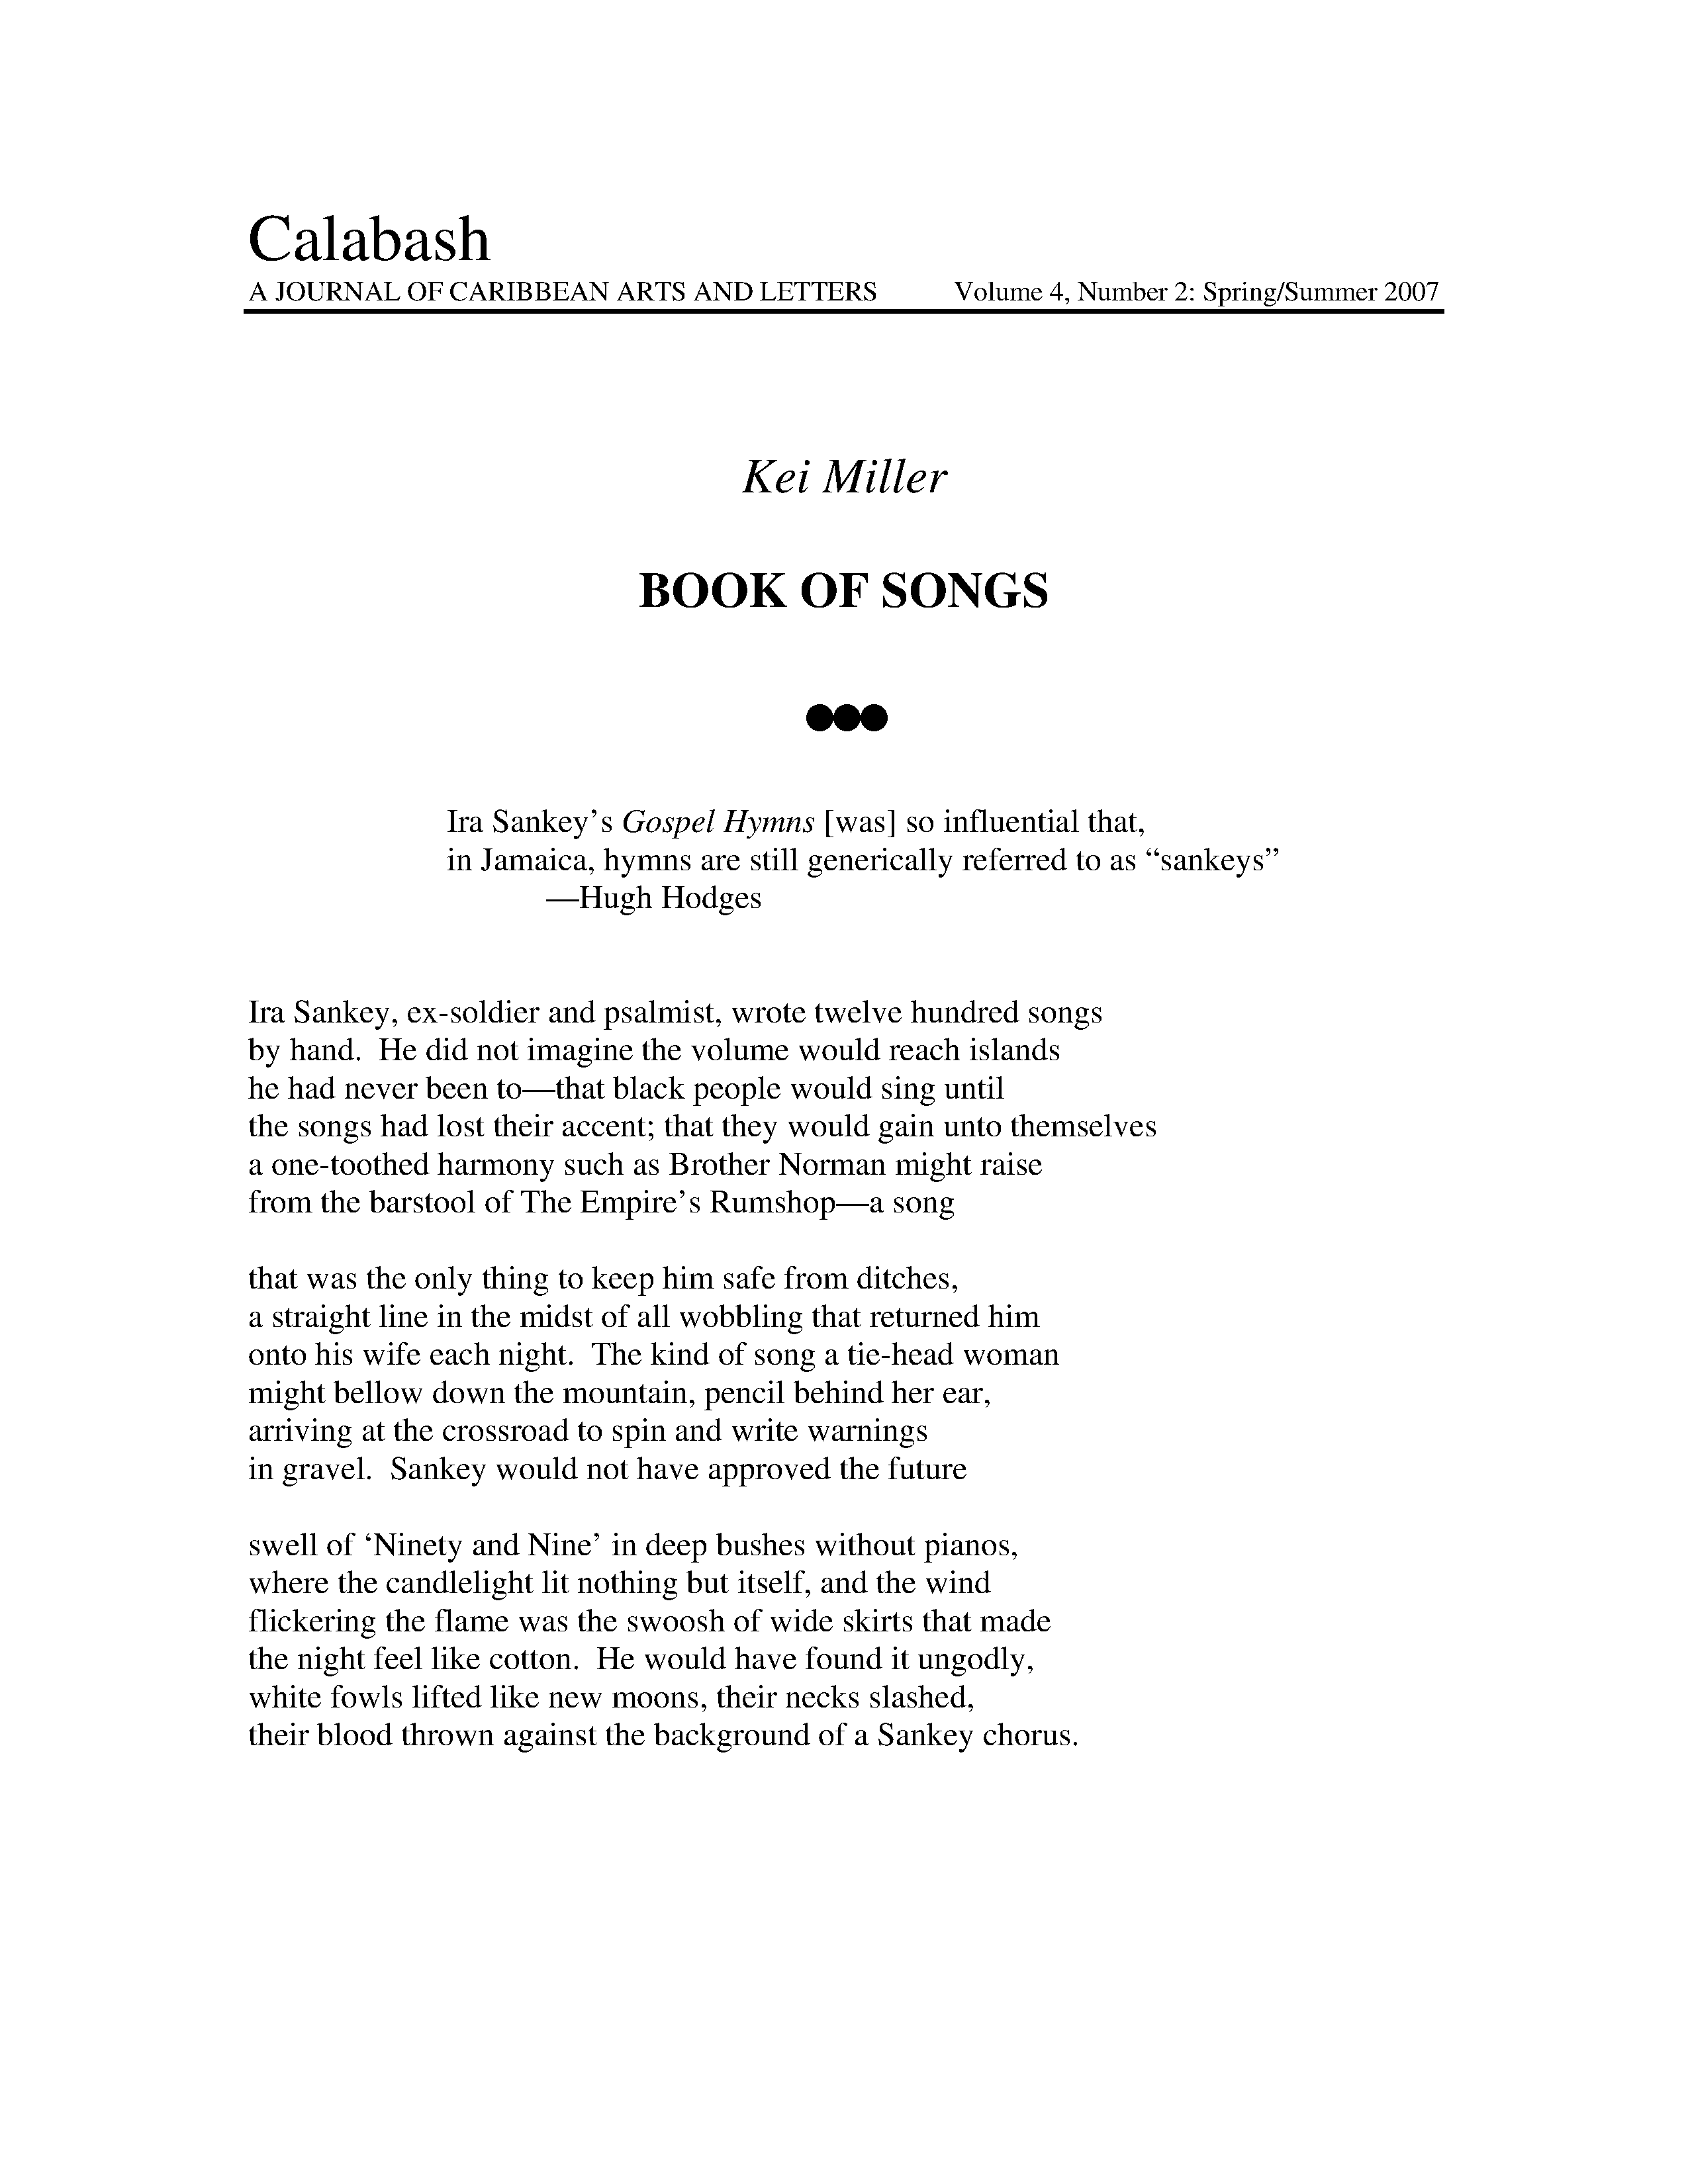 Calabash
A JOURNAL OF CARIBBEAN ARTS AND LETTERS Volume 4, Number 2: Spring/Summer 2007
Kei Miller
BOOK OF SONGS
●●●
Ira Sankey’s Gospel Hymns [was] so influential that,
in Jamaica, hymns are still generically referred to as “sankeys”
—Hugh Hodges
Ira Sankey, ex-soldier and psalmist, wrote twelve hundred songs
by hand.  He did not imagine the volume would reach islands
he had never been to—that black people would sing until
the songs had lost their accent; that they would gain unto themselves
a one-toothed harmony such as Brother Norman might raise
from the barstool of The Empire’s Rumshop—a song
that was the only thing to keep him safe from ditches,
a straight line in the midst of all wobbling that returned him
onto his wife each night.  The kind of song a tie-head woman
might bellow down the mountain, pencil behind her ear,
arriving at the crossroad to spin and write warnings
in gravel.  Sankey would not have approved the future
swell of ‘Ninety and Nine’ in deep bushes without pianos,
where the candlelight lit nothing but itself, and the wind
flickering the flame was the swoosh of wide skirts that made
the night feel like cotton.  He would have found it ungodly,
white fowls lifted like new moons, their necks slashed,
their blood thrown against the background of a Sankey chorus.